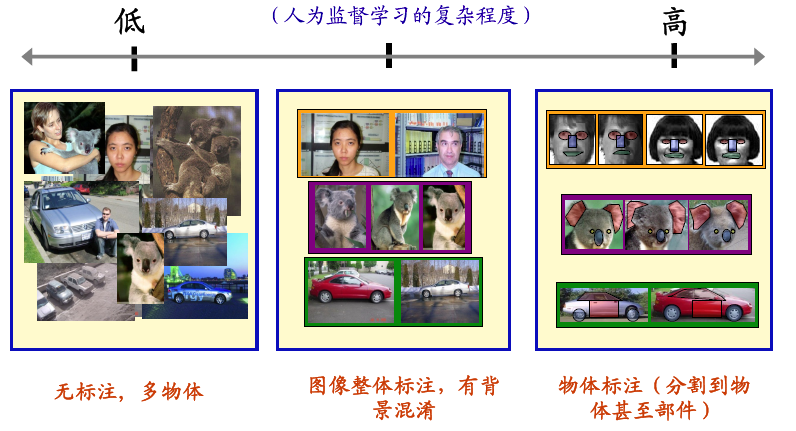 (人为监督学习的复杂程度)
低
高
无标注，多物体
图像整体标注，有背
景混淆
物体标注（分割到物
体甚至部件）